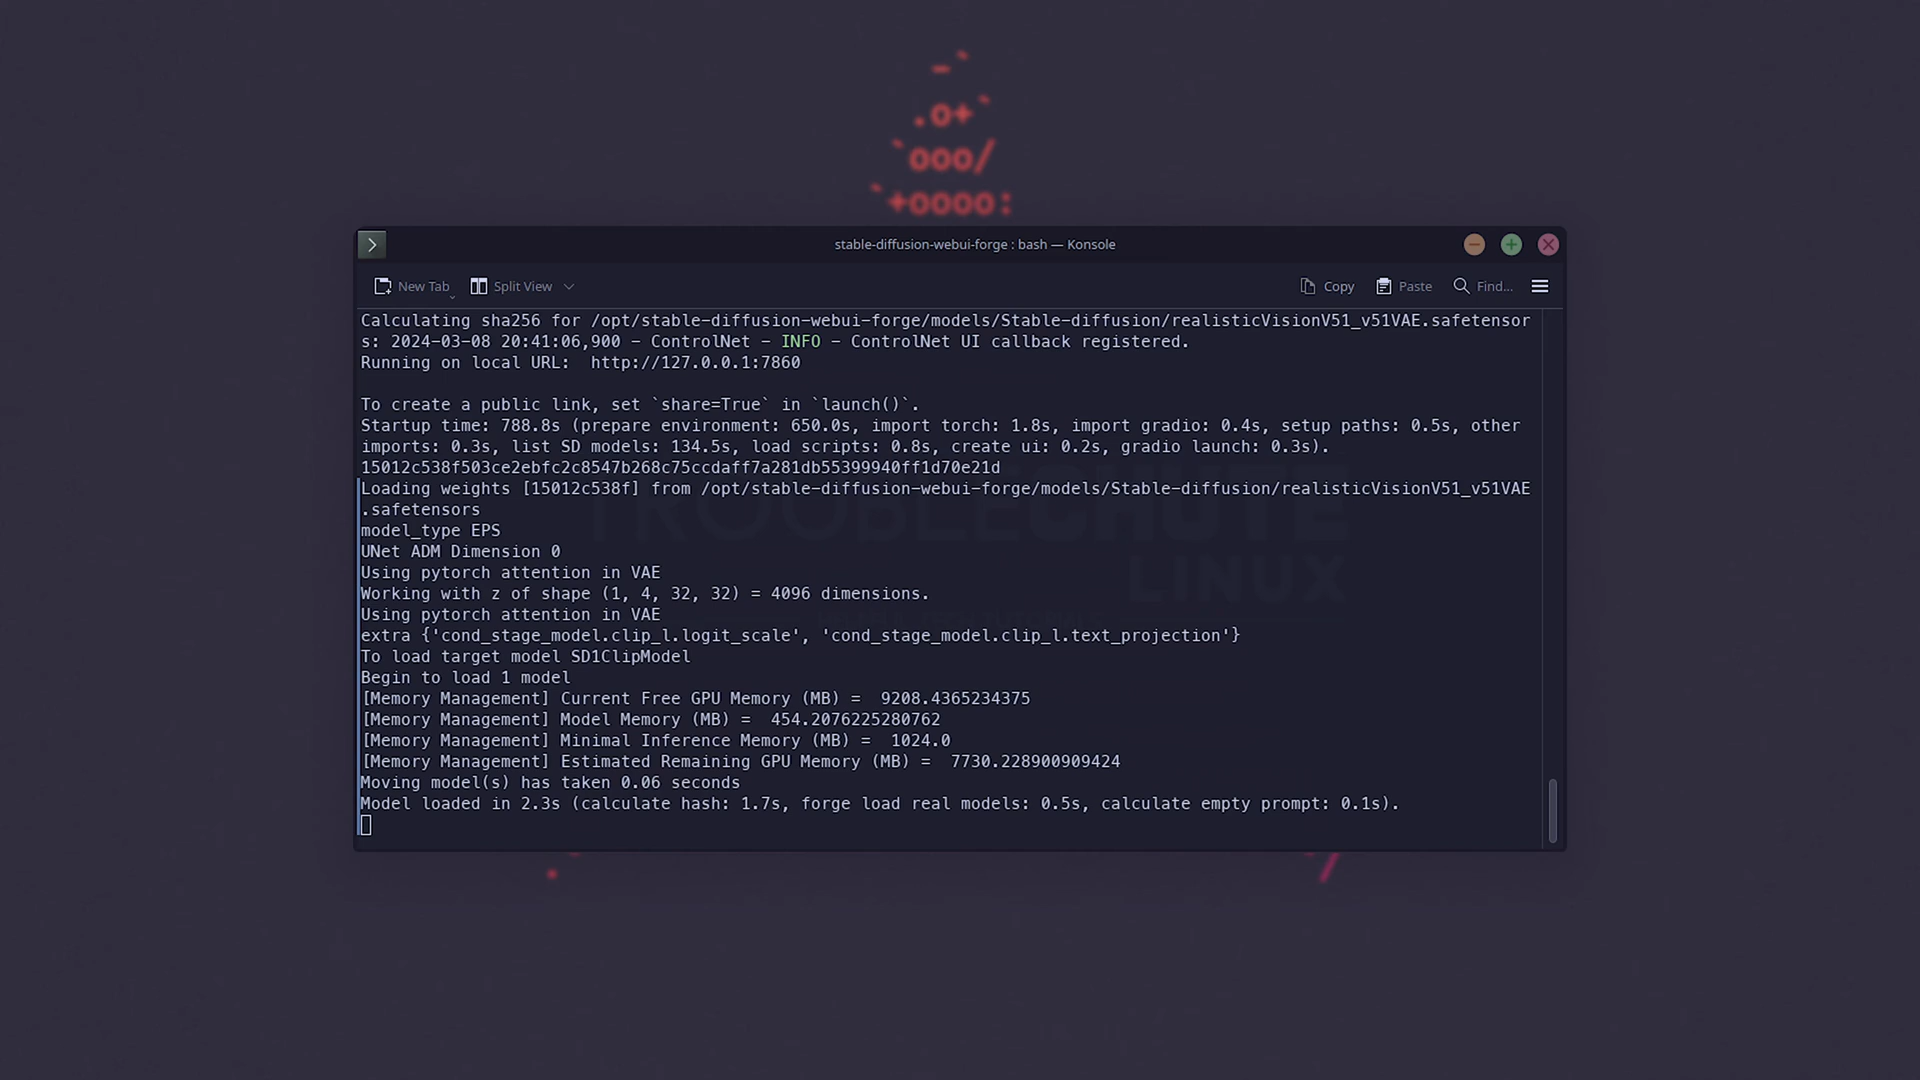 -`
.o+`
`ooo/
`+oooo:
stable-diffusion-webui-forge : bash — Konsole
New Tab Split View Copy Paste Find...
Calculating sha256 for /opt/stable-diffusion-webui-forge/models/Stable-diffusion/realisticVisionV51_v51VAE.safetensor
s: 2024-03-08 20:41:06,900 - ControlNet - INFO - ControlNet UI callback registered.
Running on local URL:  http://127.0.0.1:7860
To create a public link, set `share=True` in `launch()`.
Startup time: 788.8s (prepare environment: 650.0s, import torch: 1.8s, import gradio: 0.4s, setup paths: 0.5s, other
imports: 0.3s, list SD models: 134.5s, load scripts: 0.8s, create ui: 0.2s, gradio launch: 0.3s).
15012c538f503ce2ebfc2c8547b268c75ccdaff7a281db55399940ff1d70e21d
Loading weights [15012c538f] from /opt/stable-diffusion-webui-forge/models/Stable-diffusion/realisticVisionV51_v51VAE
.safetensors
model_type EPS
UNet ADM Dimension 0
Using pytorch attention in VAE
Working with z of shape (1, 4, 32, 32) = 4096 dimensions.
Using pytorch attention in VAE
extra {'cond_stage_model.clip_l.logit_scale', 'cond_stage_model.clip_l.text_projection'}
To load target model SD1ClipModel
Begin to load 1 model
[Memory Management] Current Free GPU Memory (MB) =  9208.4365234375
[Memory Management] Model Memory (MB) =  454.2076225280762
[Memory Management] Minimal Inference Memory (MB) =  1024.0
[Memory Management] Estimated Remaining GPU Memory (MB) =  7730.228900909424
Moving model(s) has taken 0.06 seconds
Model loaded in 2.3s (calculate hash: 1.7s, forge load real models: 0.5s, calculate empty prompt: 0.1s).
TROUBLECHUTE
LINUX